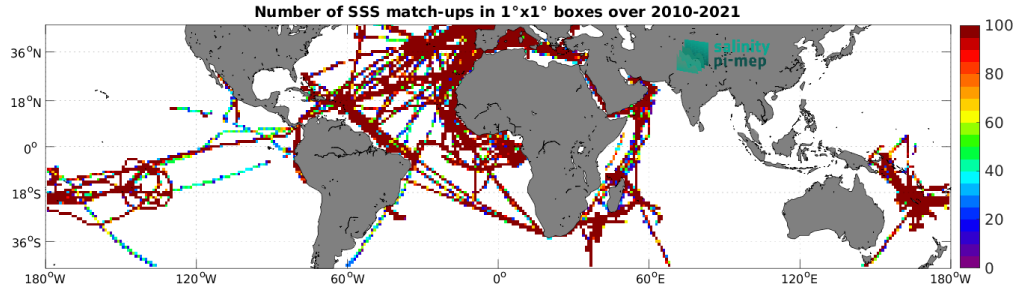 Number of SSS match-ups in 1°x1° boxes over 2010-2021
salinity
pi-mep
36°N
18°N
0°
18°S
36°S
180°W 120°W 60°W 0° 60°E 120°E 180°W
100
80
60
40
20
0